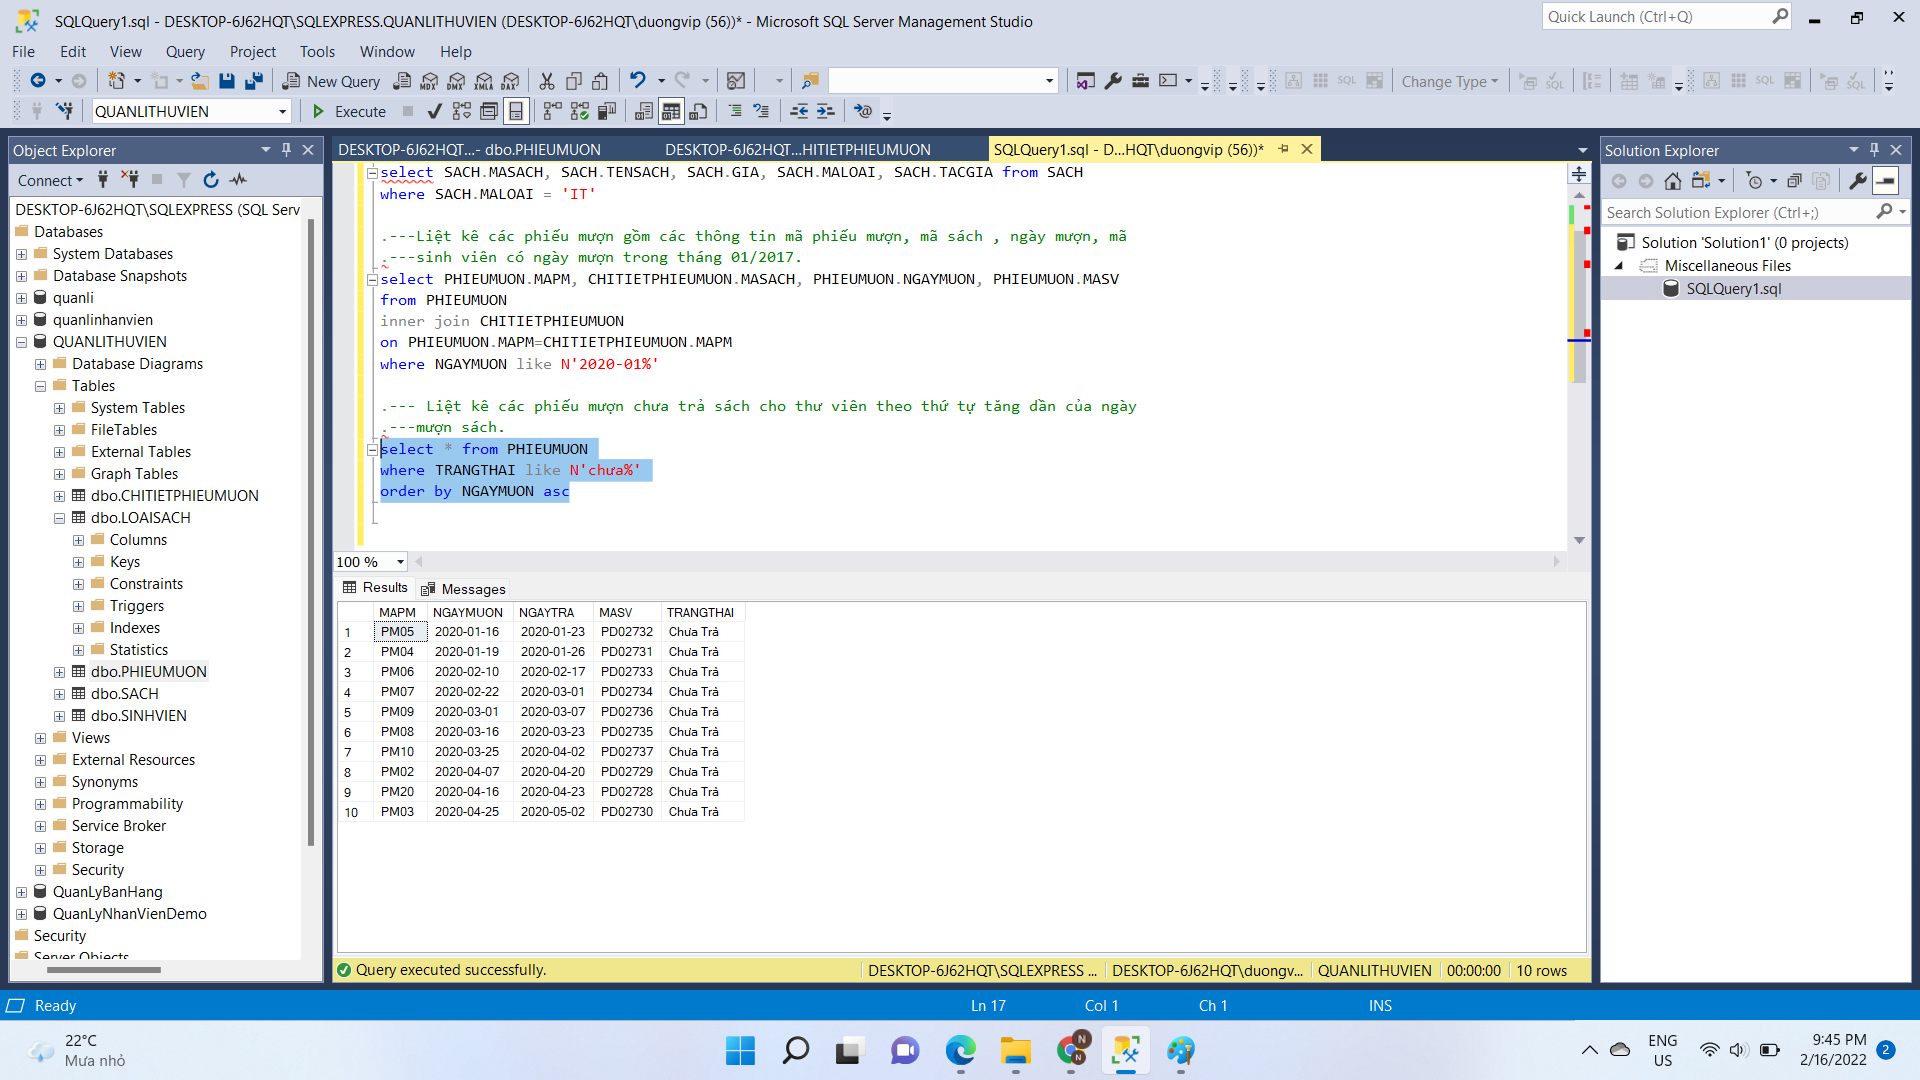 SQLQuery1.sql - DESKTOP-6J62HQT\SQLEXPRESS.QUANLITHUVIEN (DESKTOP-6J62HQT\duongvip (56))* - Microsoft SQL Server Management Studio
Quick Launch (Ctrl+Q)
File Edit View Query Project Tools Window Help
New Query
MDX DMX XMLA DAX
SQL
Change Type
SQL
QUANLITHUVIEN
Execute
Object Explorer
Connect
DESKTOP-6J62HQT\SQLEXPRESS (SQL Serv
Databases
System Databases
Database Snapshots
quanli
quanlinhanvien
QUANLITHUVIEN
Database Diagrams
Tables
System Tables
FileTables
External Tables
Graph Tables
dbo.CHITIETPHIEUMUON
dbo.LOAISACH
Columns
Keys
Constraints
Triggers
Indexes
Statistics
dbo.PHIEUMUON
dbo.SACH
dbo.SINHVIEN
Views
External Resources
Synonyms
Programmability
Service Broker
Storage
Security
QuanLyBanHang
QuanLyNhanVienDemo
Security
Server Objects
DESKTOP-6J62HQT...- dbo.PHIEUMUON
DESKTOP-6J62HQT...HITIETPHIEUMUON
SQLQuery1.sql - D...HQT\duongvip (56))*
select SACH.MASACH, SACH.TENSACH, SACH.GIA, SACH.MALOAI, SACH.TACGIA from SACH
where SACH.MALOAI = 'IT'
.---Liệt kê các phiếu mượn gồm các thông tin mã phiếu mượn, mã sách , ngày mượn, mã
.---sinh viên có ngày mượn trong tháng 01/2017.
select PHIEUMUON.MAPM, CHITIETPHIEUMUON.MASACH, PHIEUMUON.NGAYMUON, PHIEUMUON.MASV
from PHIEUMUON
inner join CHITIETPHIEUMUON
on PHIEUMUON.MAPM=CHITIETPHIEUMUON.MAPM
where NGAYMUON like N'2020-01%'
.--- Liệt kê các phiếu mượn chưa trả sách cho thư viên theo thứ tự tăng dần của ngày
.---mượn sách.
select * from PHIEUMUON
where TRANGTHAI like N'chưa%'
order by NGAYMUON asc
100 %
Results Messages
MAPM NGAYMUON NGAYTRA MASV TRANGTHAI
1 PM05 2020-01-16 2020-01-23 PD02732 Chưa Trả
2 PM04 2020-01-19 2020-01-26 PD02731 Chưa Trả
3 PM06 2020-02-10 2020-02-17 PD02733 Chưa Trả
4 PM07 2020-02-22 2020-03-01 PD02734 Chưa Trả
5 PM09 2020-03-01 2020-03-07 PD02736 Chưa Trả
6 PM08 2020-03-16 2020-03-23 PD02735 Chưa Trả
7 PM10 2020-03-25 2020-04-02 PD02737 Chưa Trả
8 PM02 2020-04-07 2020-04-20 PD02729 Chưa Trả
9 PM20 2020-04-16 2020-04-23 PD02728 Chưa Trả
10 PM03 2020-04-25 2020-05-02 PD02730 Chưa Trả
Query executed successfully.
DESKTOP-6J62HQT\SQLEXPRESS ...
DESKTOP-6J62HQT\duongv...
QUANLITHUVIEN
00:00:00
10 rows
Solution Explorer
Search Solution Explorer (Ctrl+;)
Solution 'Solution1' (0 projects)
Miscellaneous Files
SQLQuery1.sql
Ready
Ln 17
Col 1
Ch 1
INS
22°C
Mưa nhỏ
N
N
ENG
US
9:45 PM
2/16/2022
2